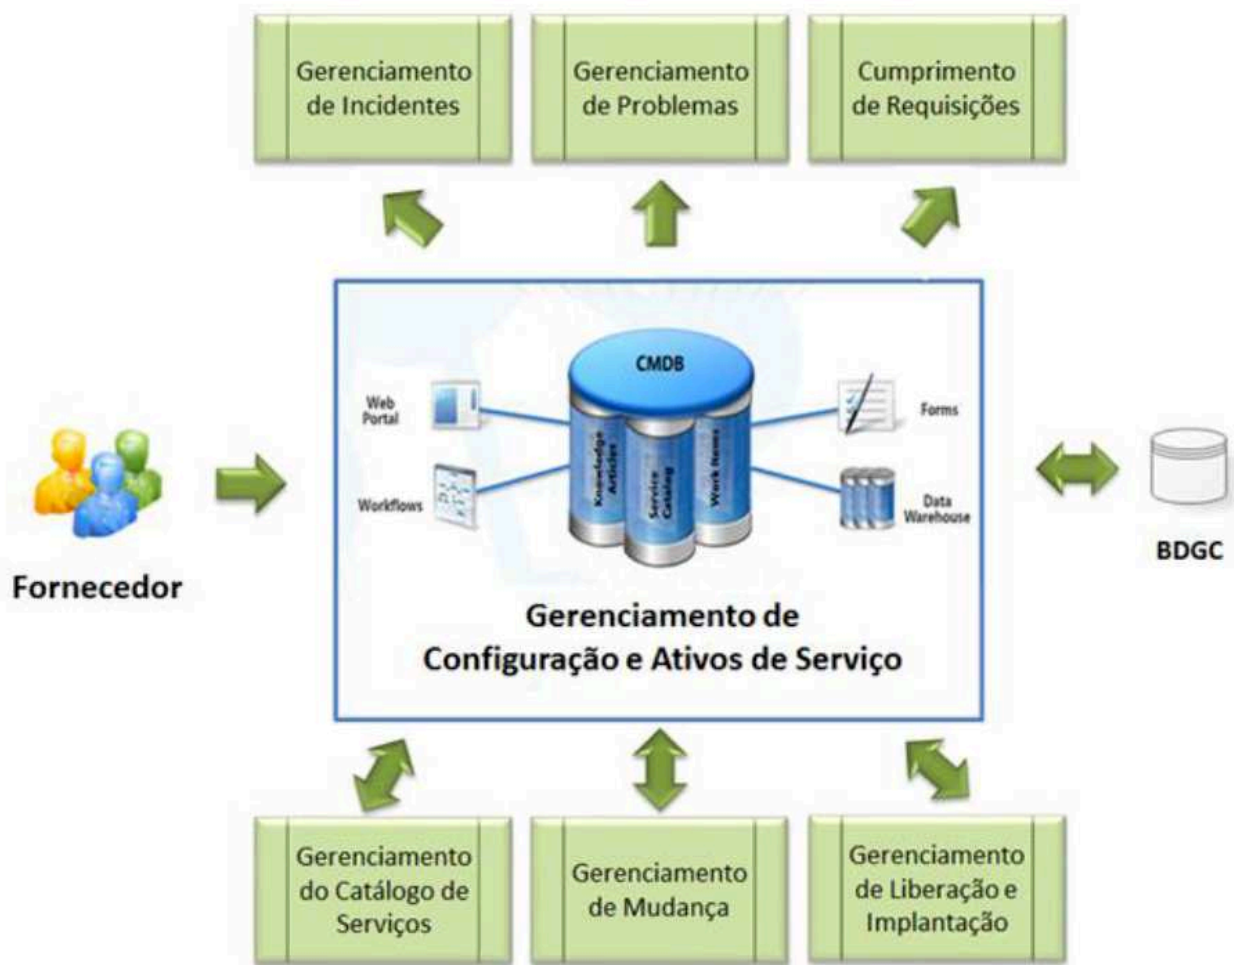 Gerenciamento
de Incidentes
Gerenciamento
de Problemas
Cumprimento
de Requisições
CMDB
Web
Portal
Workflows
Knowledge
Articles
Service
Catalog
Work Items
Forms
Data
Warehouse
Fornecedor
BDGC
Gerenciamento de
Configuração e Ativos de Serviço
Gerenciamento
do Catálogo de
Serviços
Gerenciamento
de Mudança
Gerenciamento
de Liberação e
Implantação